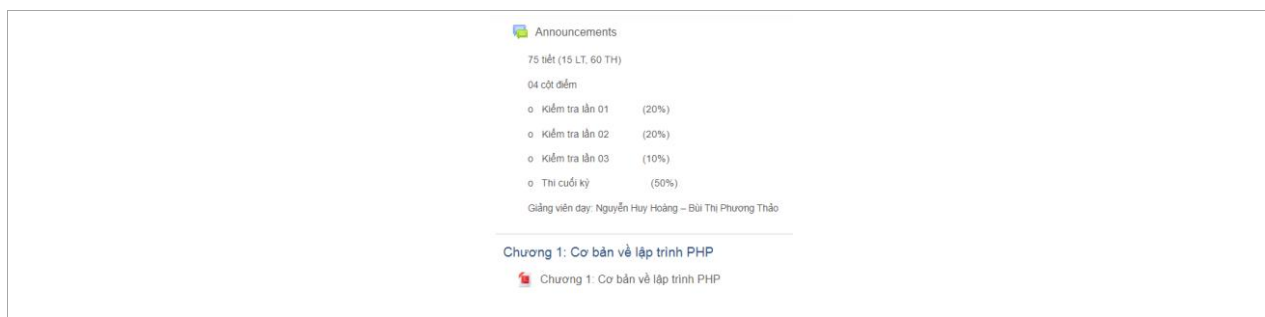 Announcements
75 tiết (15 LT, 60 TH)
04 cột điểm
o Kiểm tra lần 01 (20%)
o Kiểm tra lần 02 (20%)
o Kiểm tra lần 03 (10%)
o Thi cuối kỳ (50%)
Giảng viên dạy: Nguyễn Huy Hoàng – Bùi Thị Phương Thảo
Chương 1: Cơ bản về lập trình PHP
Chương 1: Cơ bản về lập trình PHP